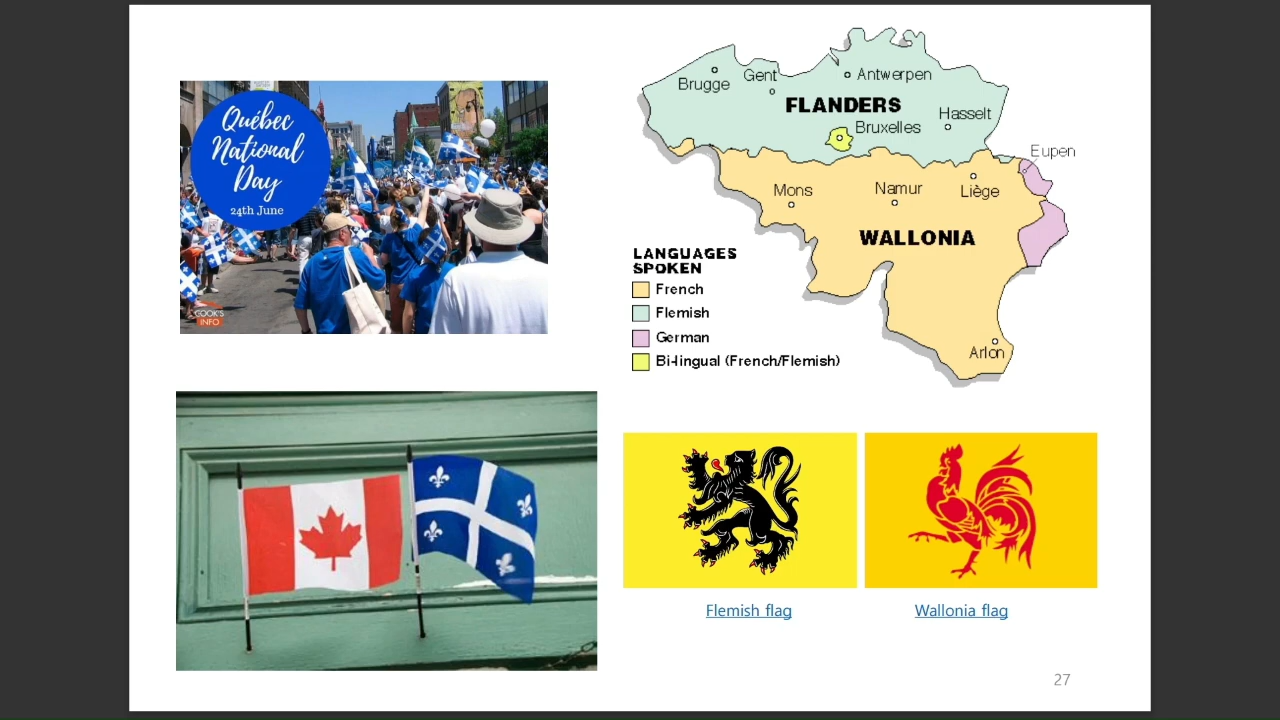 Québec
National
Day
24th June
COOK'S
INFO
Brugge
Gent
Antwerpen
FLANDERS
Hasselt
Bruxelles
Eupen
Mons
Namur
Liège
WALLONIA
Arlon
LANGUAGES
SPOKEN
French
Flemish
German
Bi-lingual (French/Flemish)
Flemish flag
Wallonia flag
27